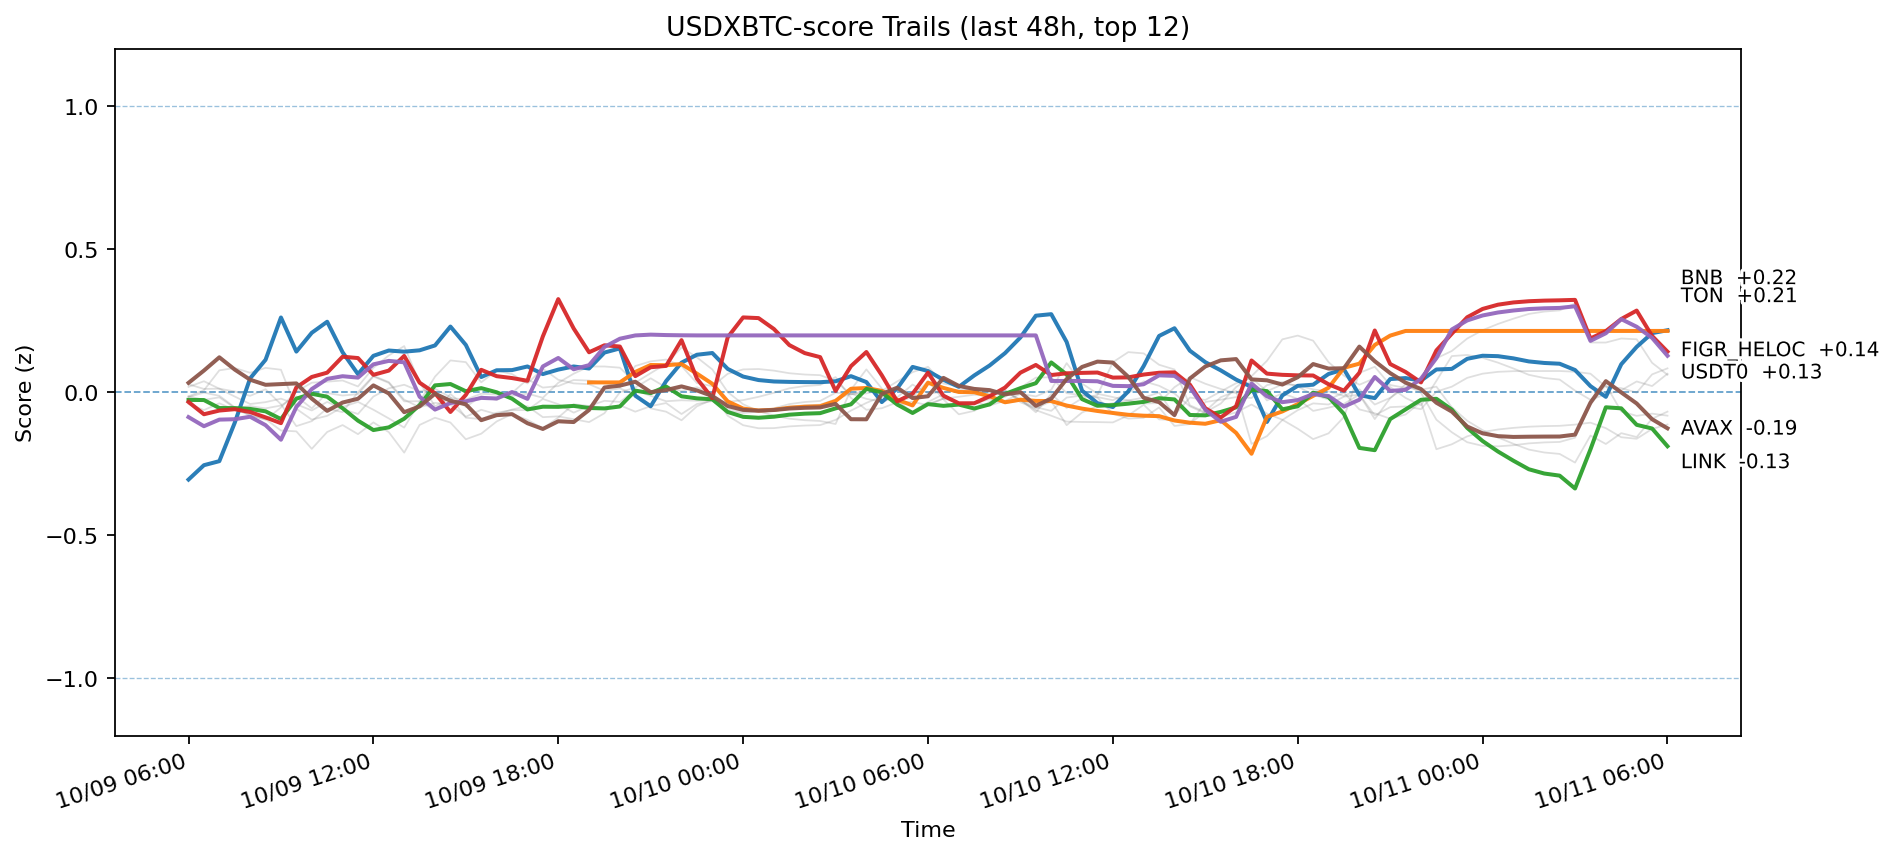 USDXBTC-score Trails (last 48h, top 12)
Score (z)
1.0
0.5
0.0
−0.5
−1.0
BNB +0.22
TON +0.21
FIGR_HELOC +0.14
USDT0 +0.13
AVAX -0.19
LINK -0.13
10/09 06:00
10/09 12:00
10/09 18:00
10/10 00:00
10/10 06:00
10/10 12:00
10/10 18:00
10/11 00:00
10/11 06:00
Time